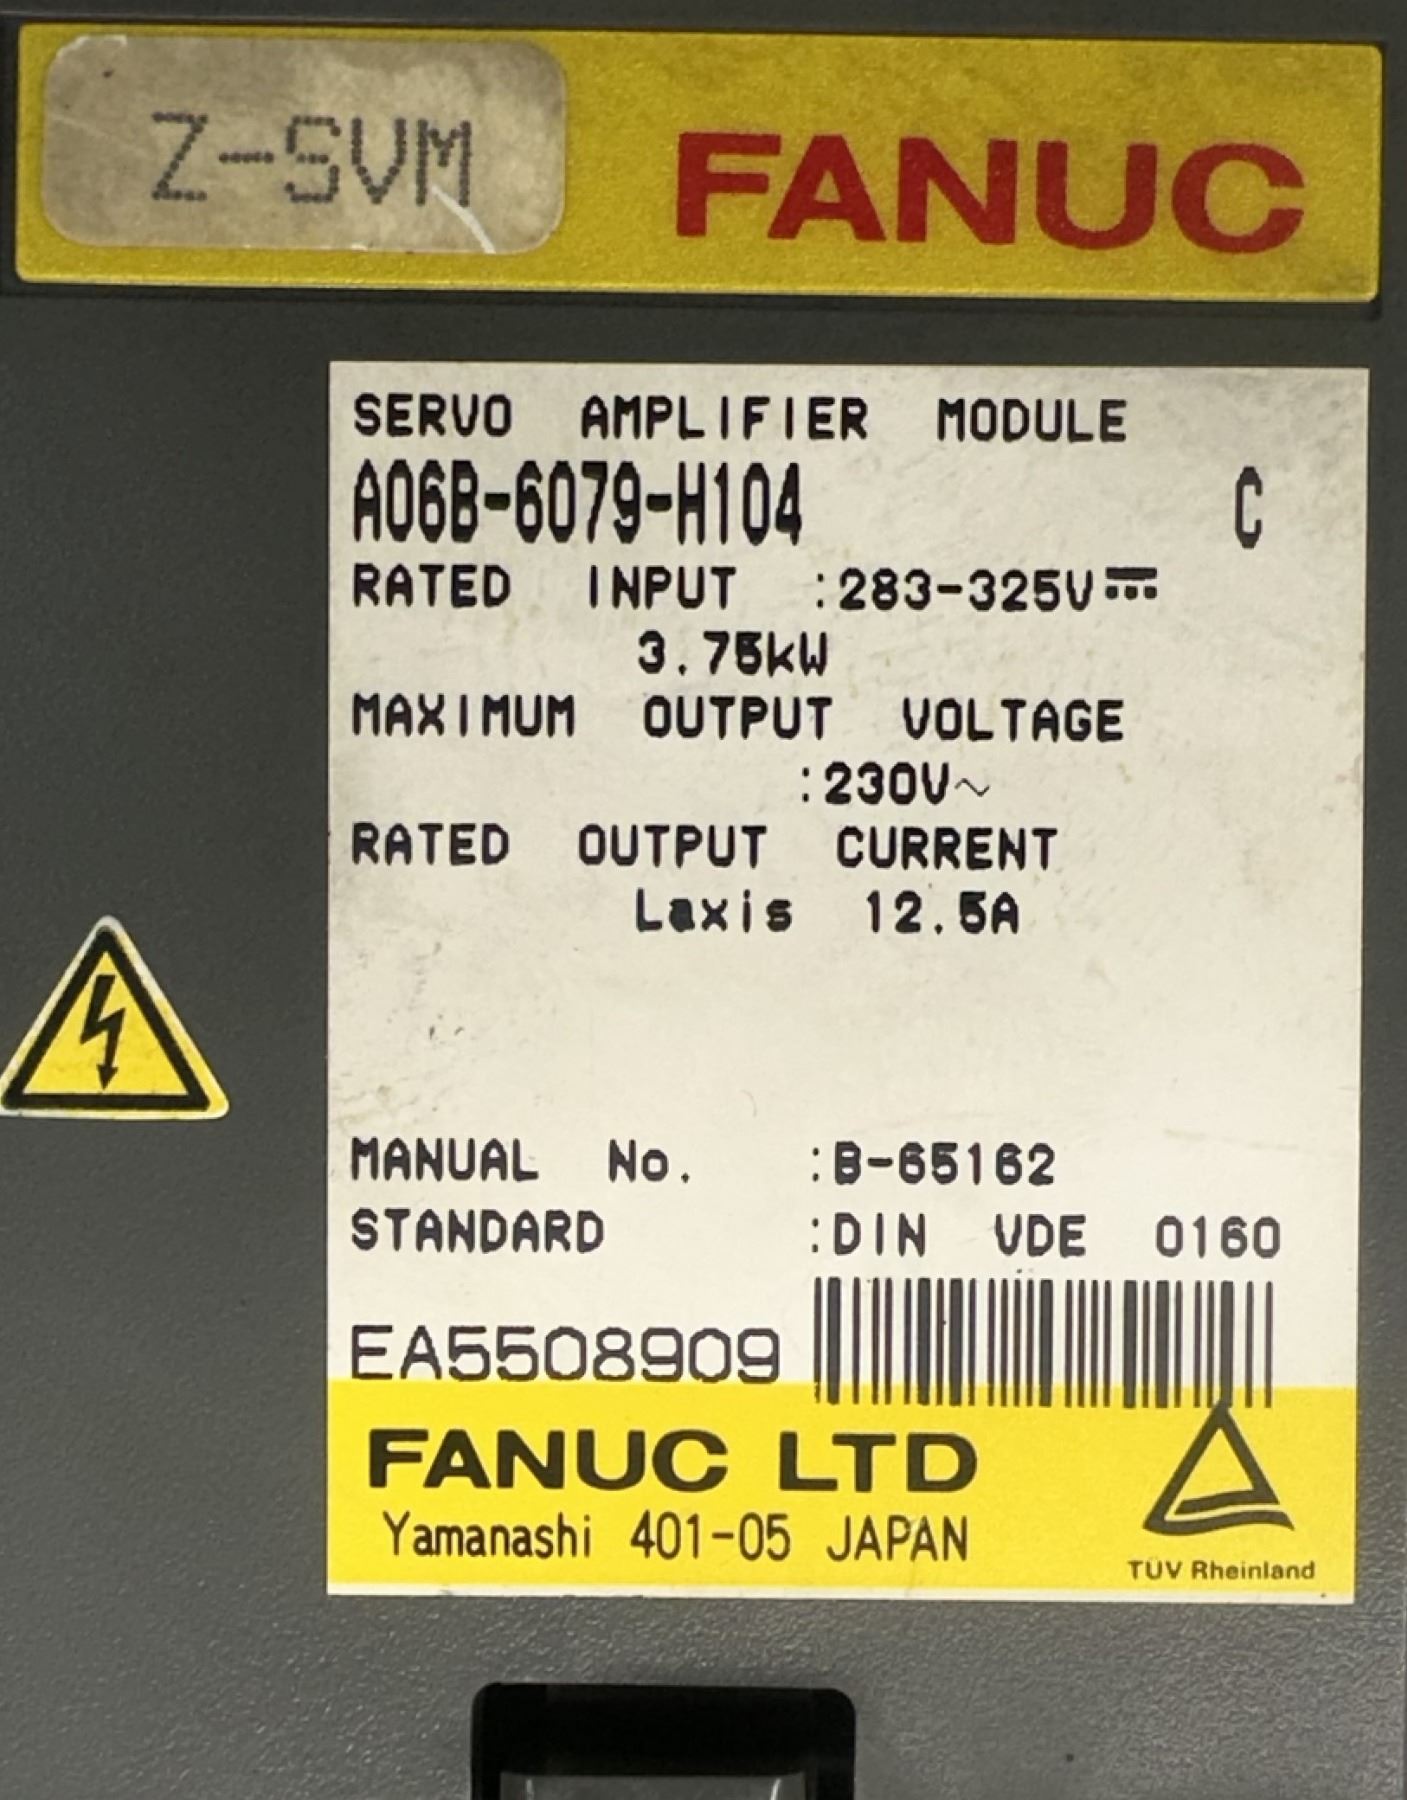 Z-SVM
FANUC
SERVO AMPLIFIER MODULE
A06B-6079-H104 C
RATED INPUT :283-325V⎓
3.75kW
MAXIMUM OUTPUT VOLTAGE
:230V~
RATED OUTPUT CURRENT
Laxis 12.5A
MANUAL No. :B-65162
STANDARD :DIN VDE 0160
EA5508909
FANUC LTD
Yamanashi 401-05 JAPAN
TÜV Rheinland